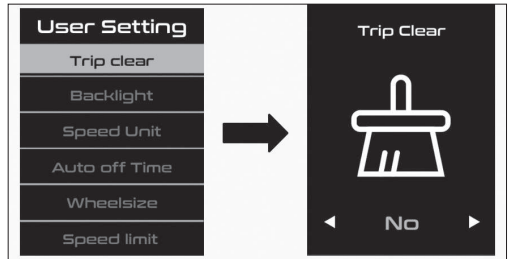 User Setting
Trip clear
Backlight
Speed Unit
Auto off Time
Wheelsize
Speed limit
Trip Clear
No